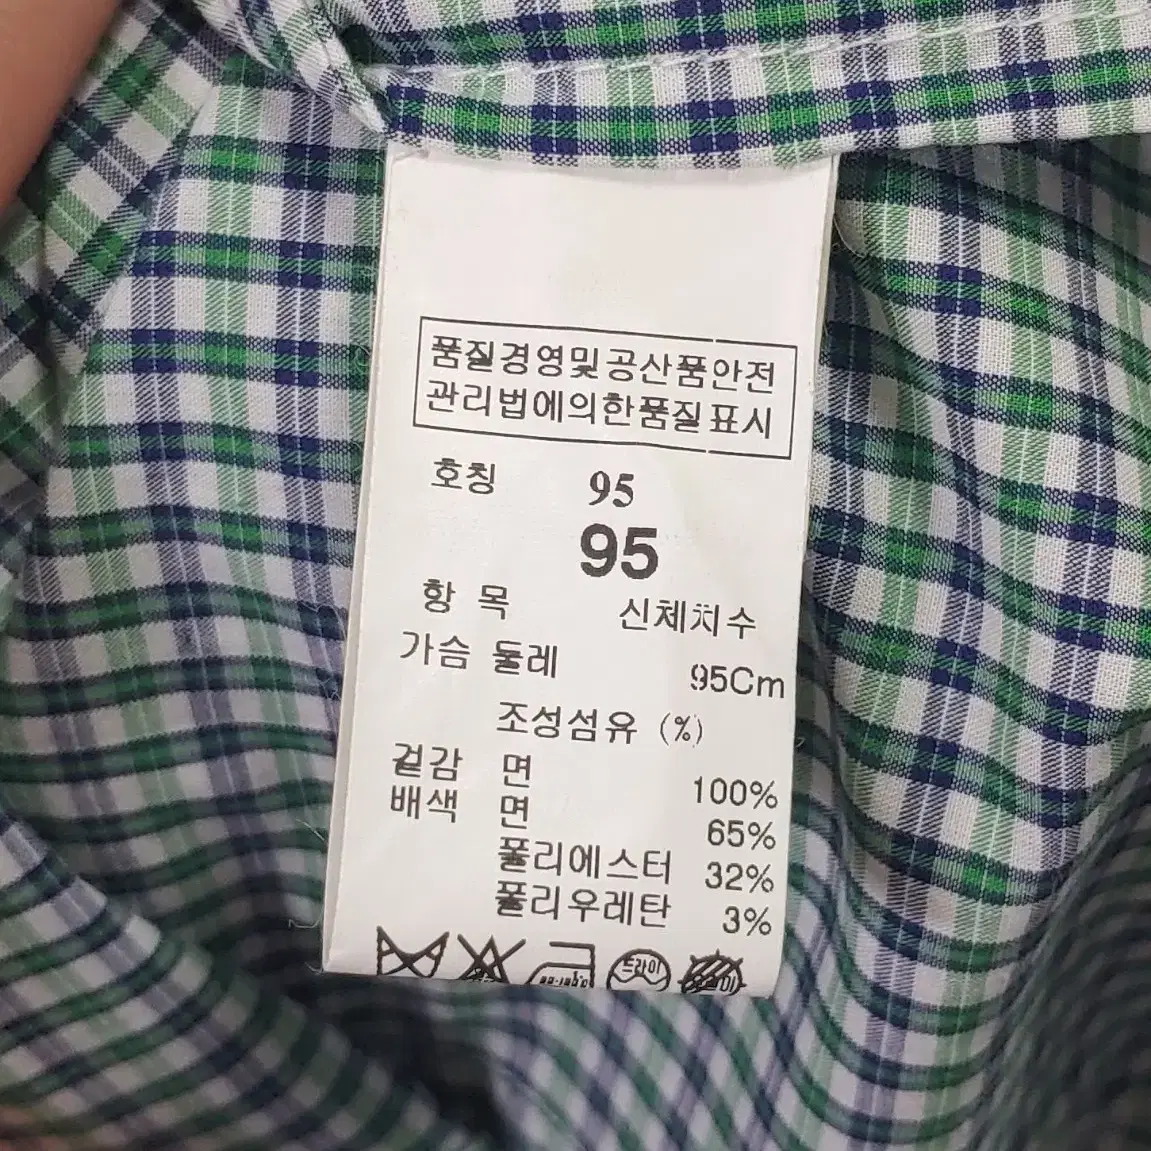 품질경영및공산품안전
관리법에의한품질표시
호칭 95
95
항 목 신체치수
가슴 둘레 95Cm
조성섬유 (%)
겉감 면 100%
배색 면 65%
폴리에스터 32%
폴리우레탄 3%
드라이